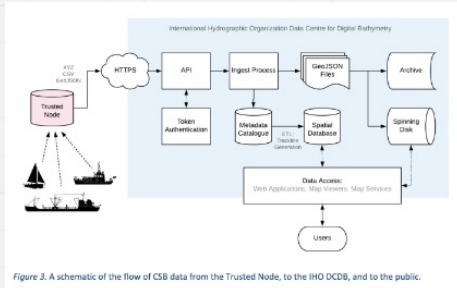 International Hydrographic Organization Data Centre for Digital Bathymetry
XYZ
CSV
GeoJSON
HTTPS
API
Ingest Process
GeoJSON
Files
Archive
Trusted
Node
Token
Authentication
Metadata
Catalogue
ETL:
Trackline
Generation
Spatial
Database
Spinning
Disk
Data Access:
Web Applications, Map Viewers, Map Services
Users
Figure 3. A schematic of the flow of CSB data from the Trusted Node, to the IHO DCDB, and to the public.